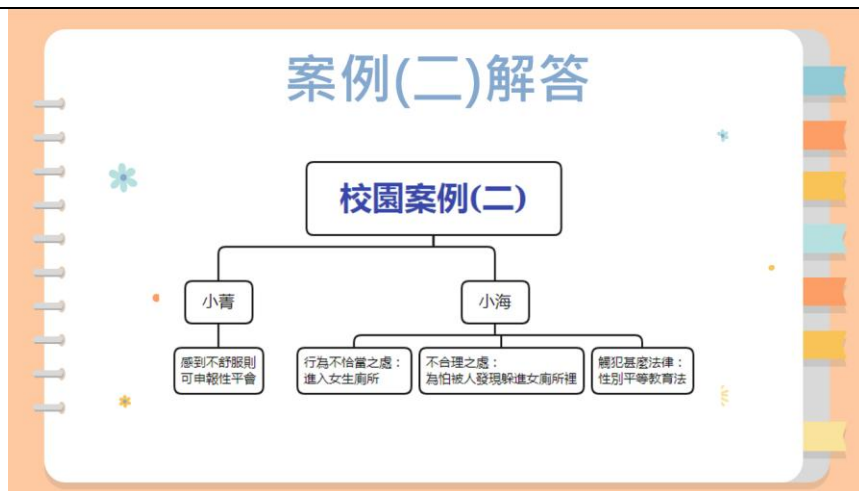 案例(二)解答
校園案例(二)
小菁
小海
感到不舒服則
可申報性平會
行為不恰當之處：
進入女生廁所
不合理之處：
為怕被人發現躲進女廁所裡
觸犯甚麼法律：
性別平等教育法